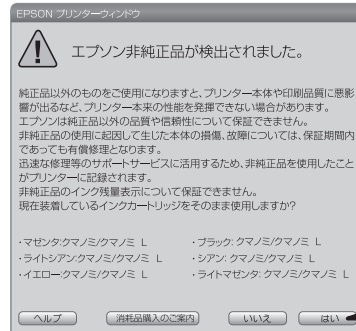 EPSON プリンターウィンドウ
エプソン非純正品が検出されました。
純正品以外のものをご使用になりますと、プリンター本体や印刷品質に悪影
響が出るなど、プリンター本来の性能を発揮できない場合があります。
エプソンは純正品以外の品質や信頼性について保証できません。
非純正品の使用に起因して生じた本体の損傷、故障については、保証期間内
であっても有償修理となります。
迅速な修理等のサポートサービスに活用するため、非純正品を使用したこと
がプリンターに記録されます。
非純正品のインク残量表示について保証できません。
現在装着しているインクカートリッジをそのまま使用しますか?
・マゼンタ:クマノミ/クマノミ L ・ブラック: クマノミ/クマノミ L
・ライトシアン:クマノミ/クマノミ L ・シアン: クマノミ/クマノミ L
・イエロー:クマノミ/クマノミ L ・ライトマゼンタ: クマノミ/クマノミ L
ヘルプ 消耗品購入のご案内 いいえ はい